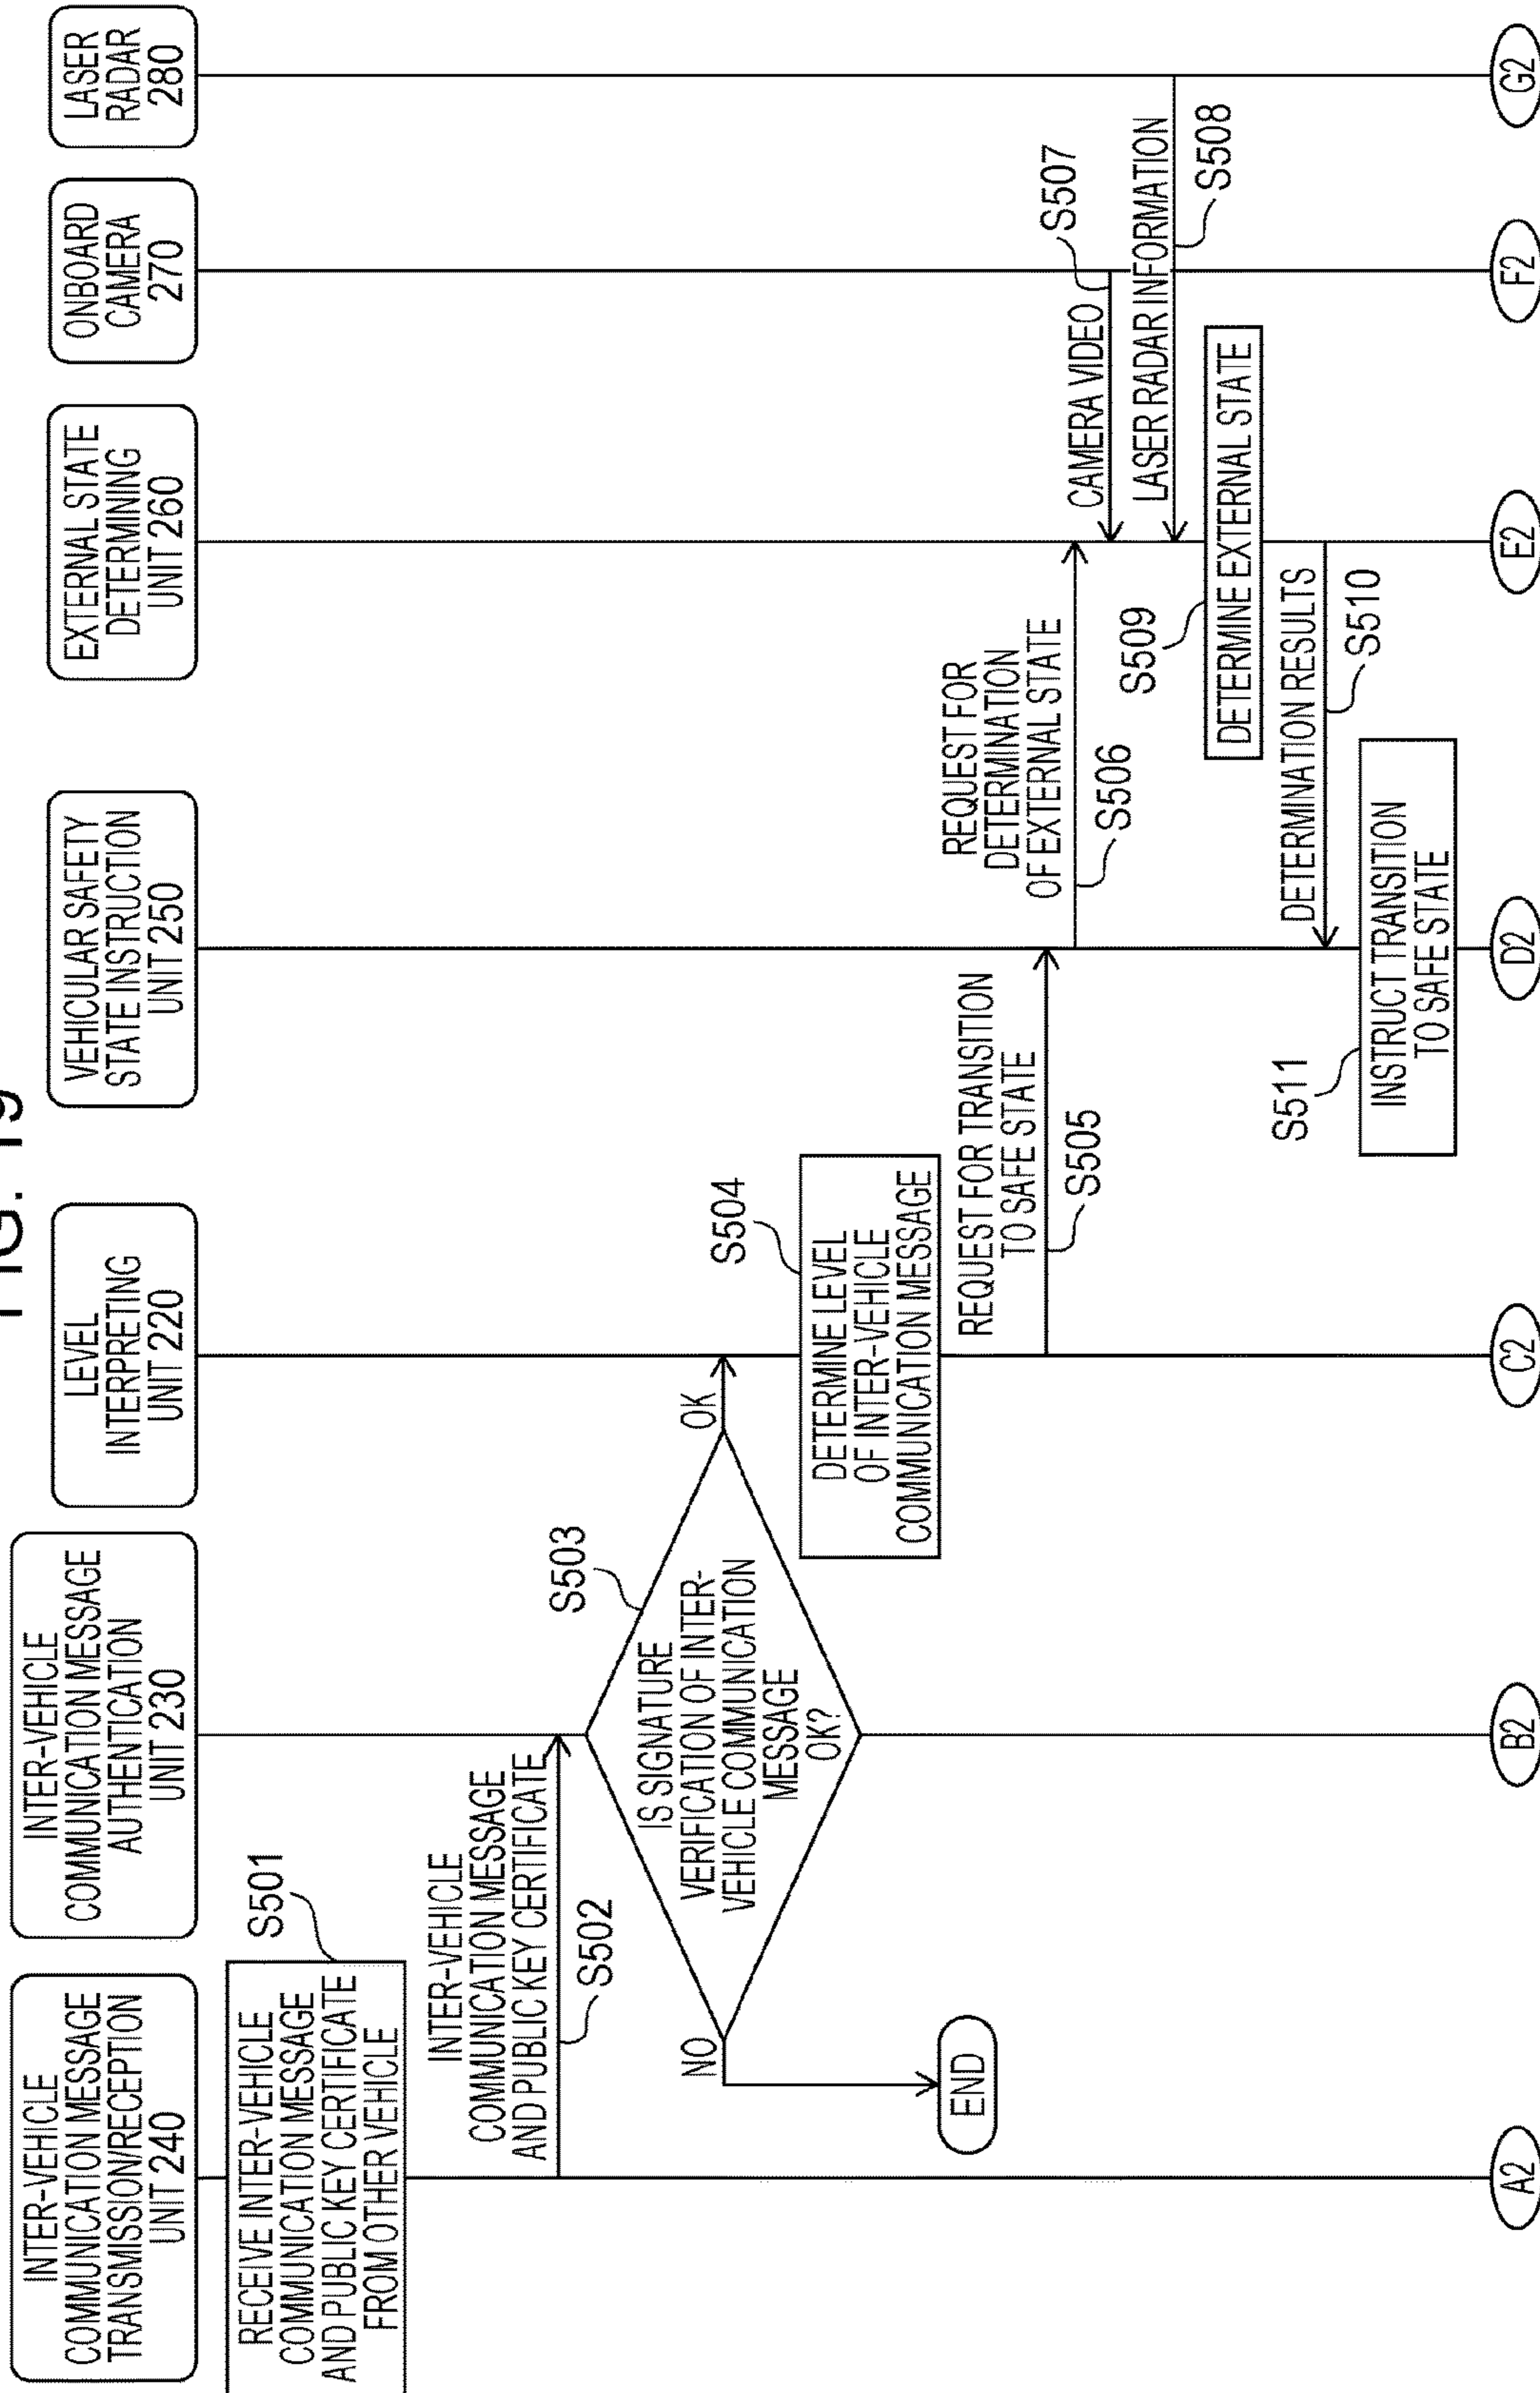 FIG. 19
INTER-VEHICLE
COMMUNICATION MESSAGE
TRANSMISSION/RECEPTION
UNIT 240
INTER-VEHICLE
COMMUNICATION MESSAGE
AUTHENTICATION
UNIT 230
LEVEL
INTERPRETING
UNIT 220
VEHICULAR SAFETY
STATE INSTRUCTION
UNIT 250
EXTERNAL STATE
DETERMINING
UNIT 260
ONBOARD
CAMERA
270
LASER
RADAR
280
RECEIVE INTER-VEHICLE
COMMUNICATION MESSAGE
AND PUBLIC KEY CERTIFICATE
FROM OTHER VEHICLE
S501
INTER-VEHICLE
COMMUNICATION MESSAGE
AND PUBLIC KEY CERTIFICATE
S502
IS SIGNATURE
VERIFICATION OF INTER-
VEHICLE COMMUNICATION
MESSAGE
OK?
S503
NO
OK
END
S504
DETERMINE LEVEL
OF INTER-VEHICLE
COMMUNICATION MESSAGE
REQUEST FOR TRANSITION
TO SAFE STATE
S505
REQUEST FOR
DETERMINATION
OF EXTERNAL STATE
S506
CAMERA VIDEO
S507
LASER RADAR INFORMATION
S508
S509
DETERMINE EXTERNAL STATE
DETERMINATION RESULTS
S510
S511
INSTRUCT TRANSITION
TO SAFE STATE
A2
B2
C2
D2
E2
F2
G2